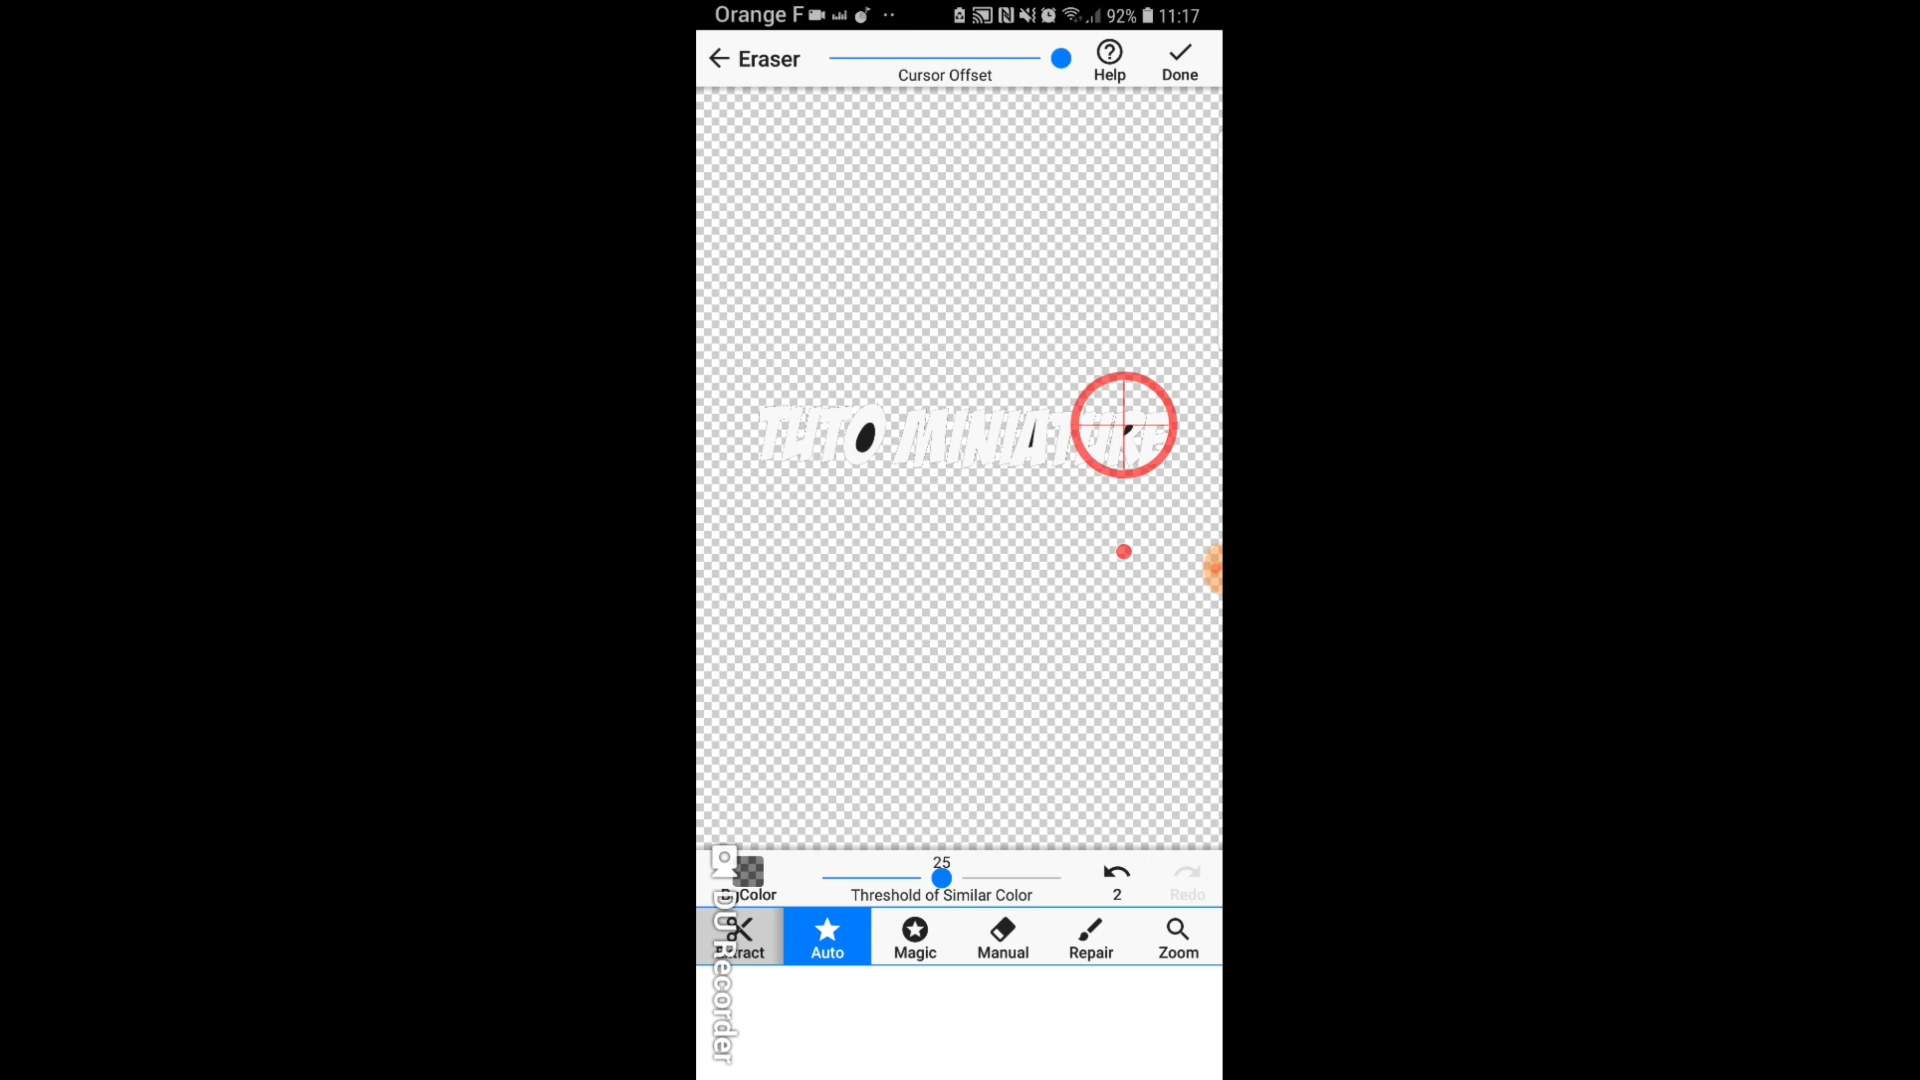 Orange F 92% 11:17
Eraser
Cursor Offset
Help
Done
TUTO MINIATURE
25
Threshold of Similar Color
2
Redo
Auto
Magic
Manual
Repair
Zoom
DU Recorder